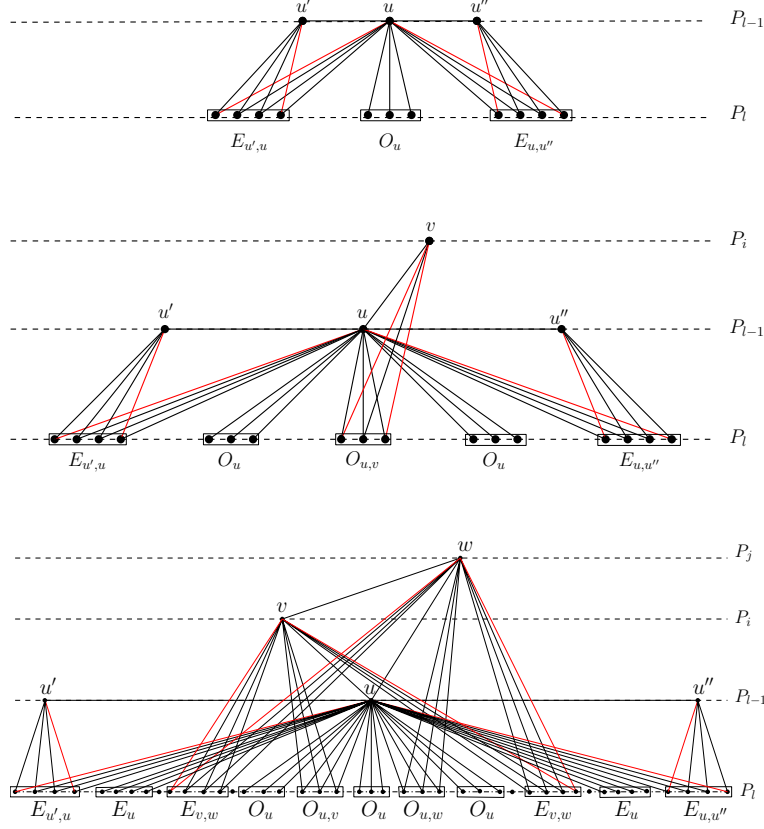 u' u u'' P_{l-1}
P_l
E_{u',u} O_u E_{u,u''}
v
P_i
u' u u'' P_{l-1}
P_l
E_{u',u} O_u O_{u,v} O_u E_{u,u''}
w P_j
v P_i
u' u u'' P_{l-1}
P_l
E_{u',u} E_u E_{v,w} O_u O_{u,v} O_u O_{u,w} O_u E_{v,w} E_u E_{u,u''}